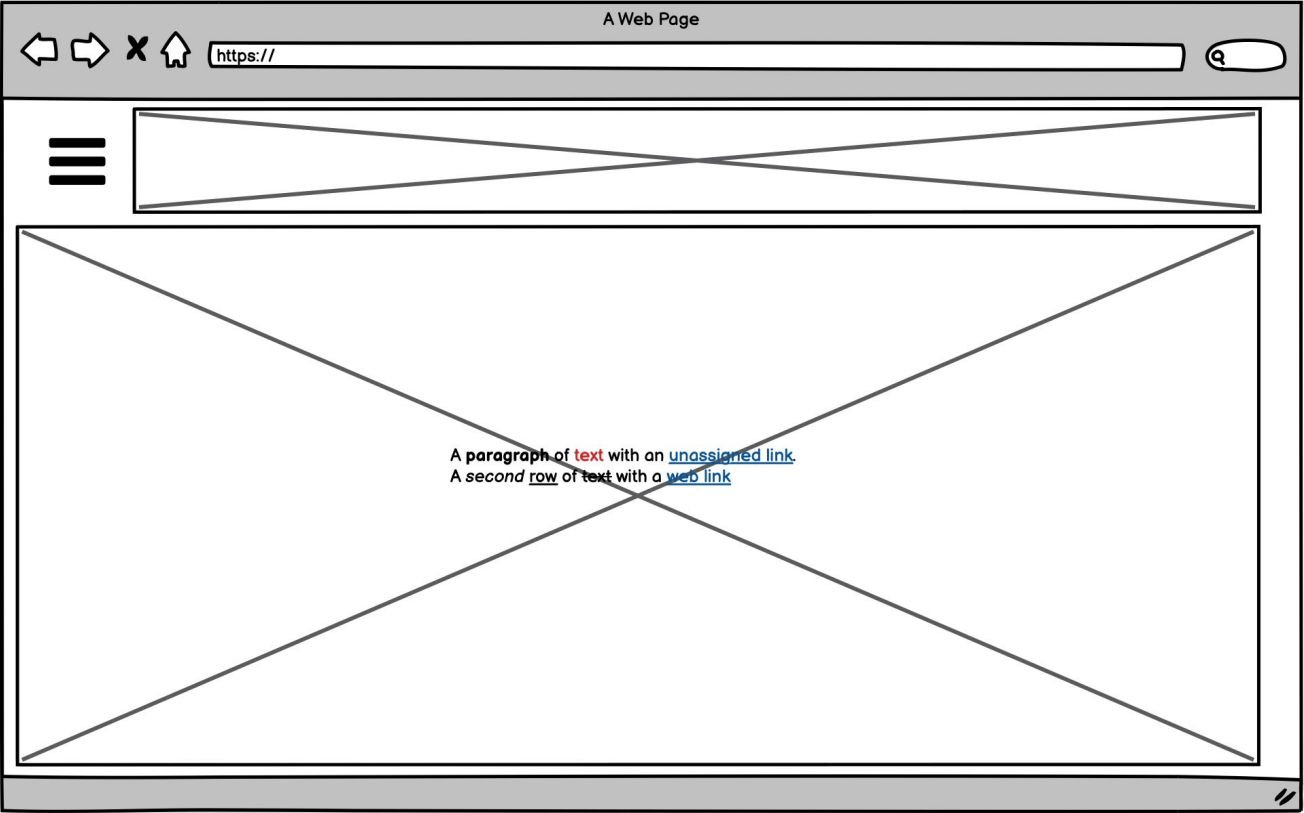 A Web Page
https://
A paragraph of text with an unassigned link.
A second row of text with a web link